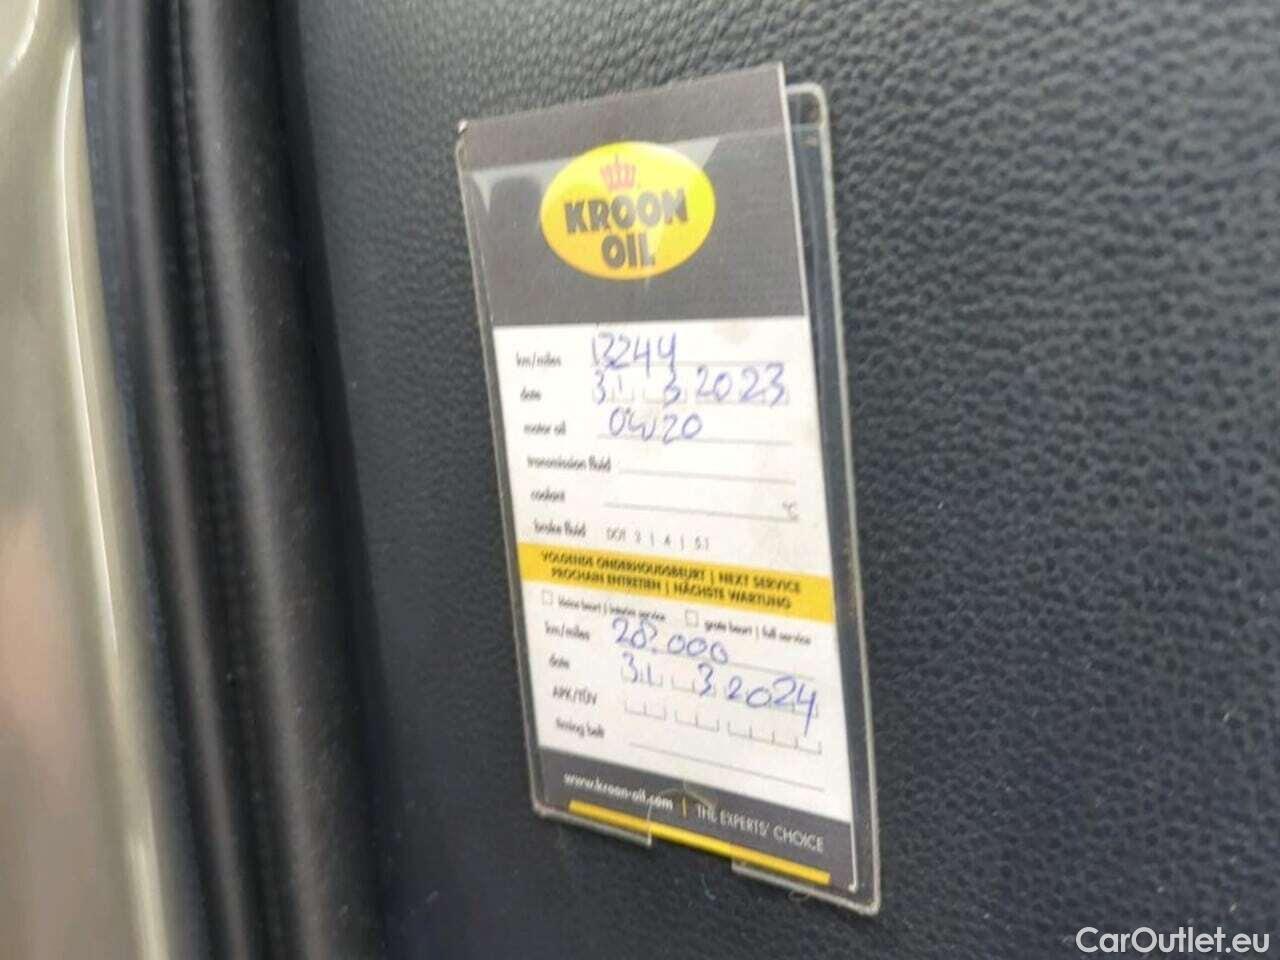 KROON
OIL
km/miles 13244
date 31 3 2023
motor oil 0W20
transmission fluid
coolant °C
brake fluid DOT 3 | 4 | 5.1
VOLGENDE ONDERHOUDSBEURT | NEXT SERVICE
PROCHAIN ENTRETIEN | NÄCHSTE WARTUNG
kleine beurt | interim service grote beurt | full service
km/miles 28.000
date 31 3 2024
APK/TÜV
timing belt
www.kroon-oil.com | THE EXPERTS' CHOICE
CarOutlet.eu